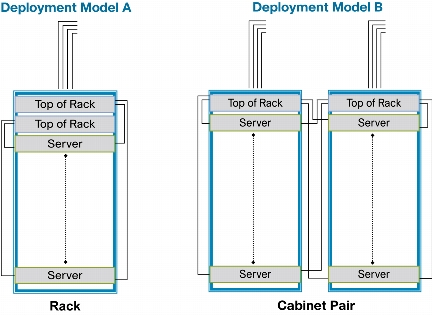 Deployment Model A
Deployment Model B
Top of Rack
Top of Rack
Server
Server
Rack
Top of Rack
Server
Server
Top of Rack
Server
Server
Cabinet Pair